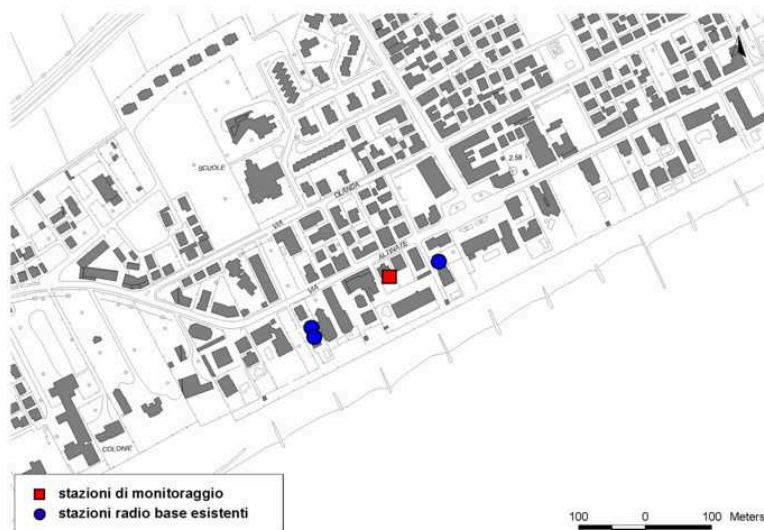 2.58
SCUOLE
VIA OLANDA
VIA ALTINATE
COLONIE
stazioni di monitoraggio
stazioni radio base esistenti
100 0 100 Meters